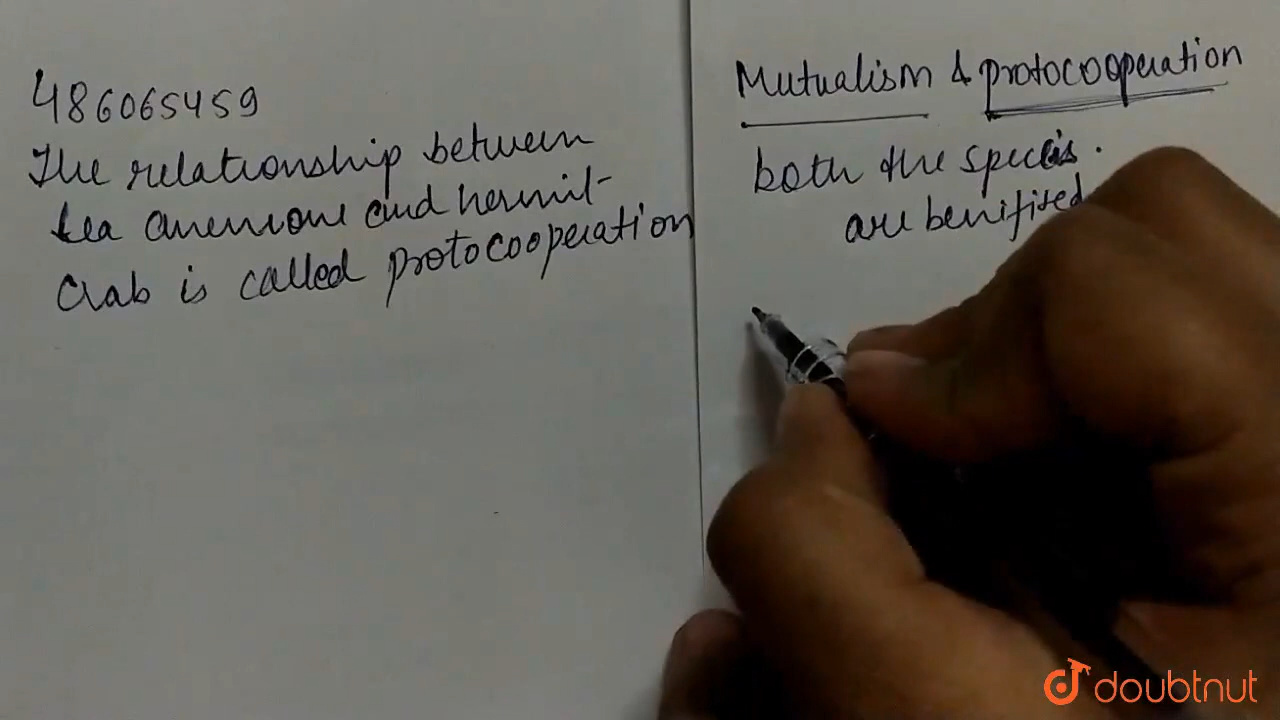 486065459
The relationship between
sea anemone and hermit
Crab is called protocooperation
Mutualism & protocooperation
both the species.
are benifited
doubtnut